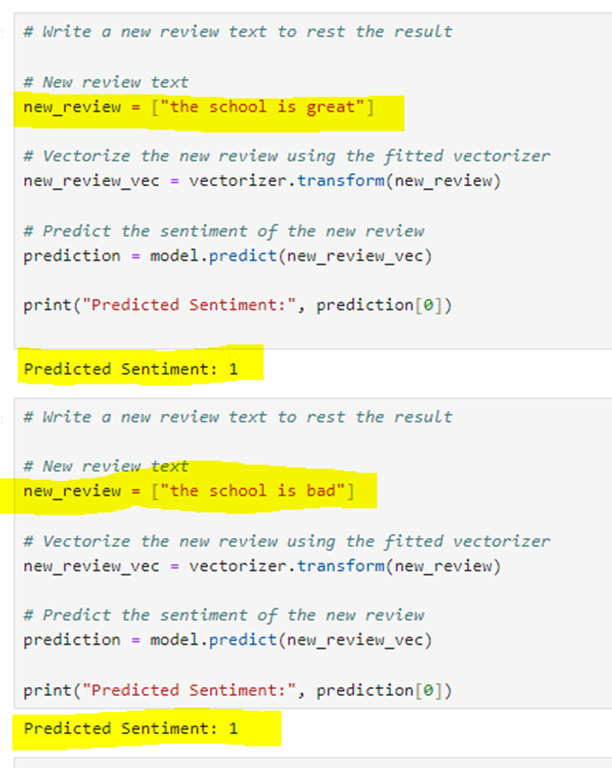 # Write a new review text to rest the result
# New review text
new_review = ["the school is great"]
# Vectorize the new review using the fitted vectorizer
new_review_vec = vectorizer.transform(new_review)
# Predict the sentiment of the new review
prediction = model.predict(new_review_vec)
print("Predicted Sentiment:", prediction[0])
Predicted Sentiment: 1
# Write a new review text to rest the result
# New review text
new_review = ["the school is bad"]
# Vectorize the new review using the fitted vectorizer
new_review_vec = vectorizer.transform(new_review)
# Predict the sentiment of the new review
prediction = model.predict(new_review_vec)
print("Predicted Sentiment:", prediction[0])
Predicted Sentiment: 1